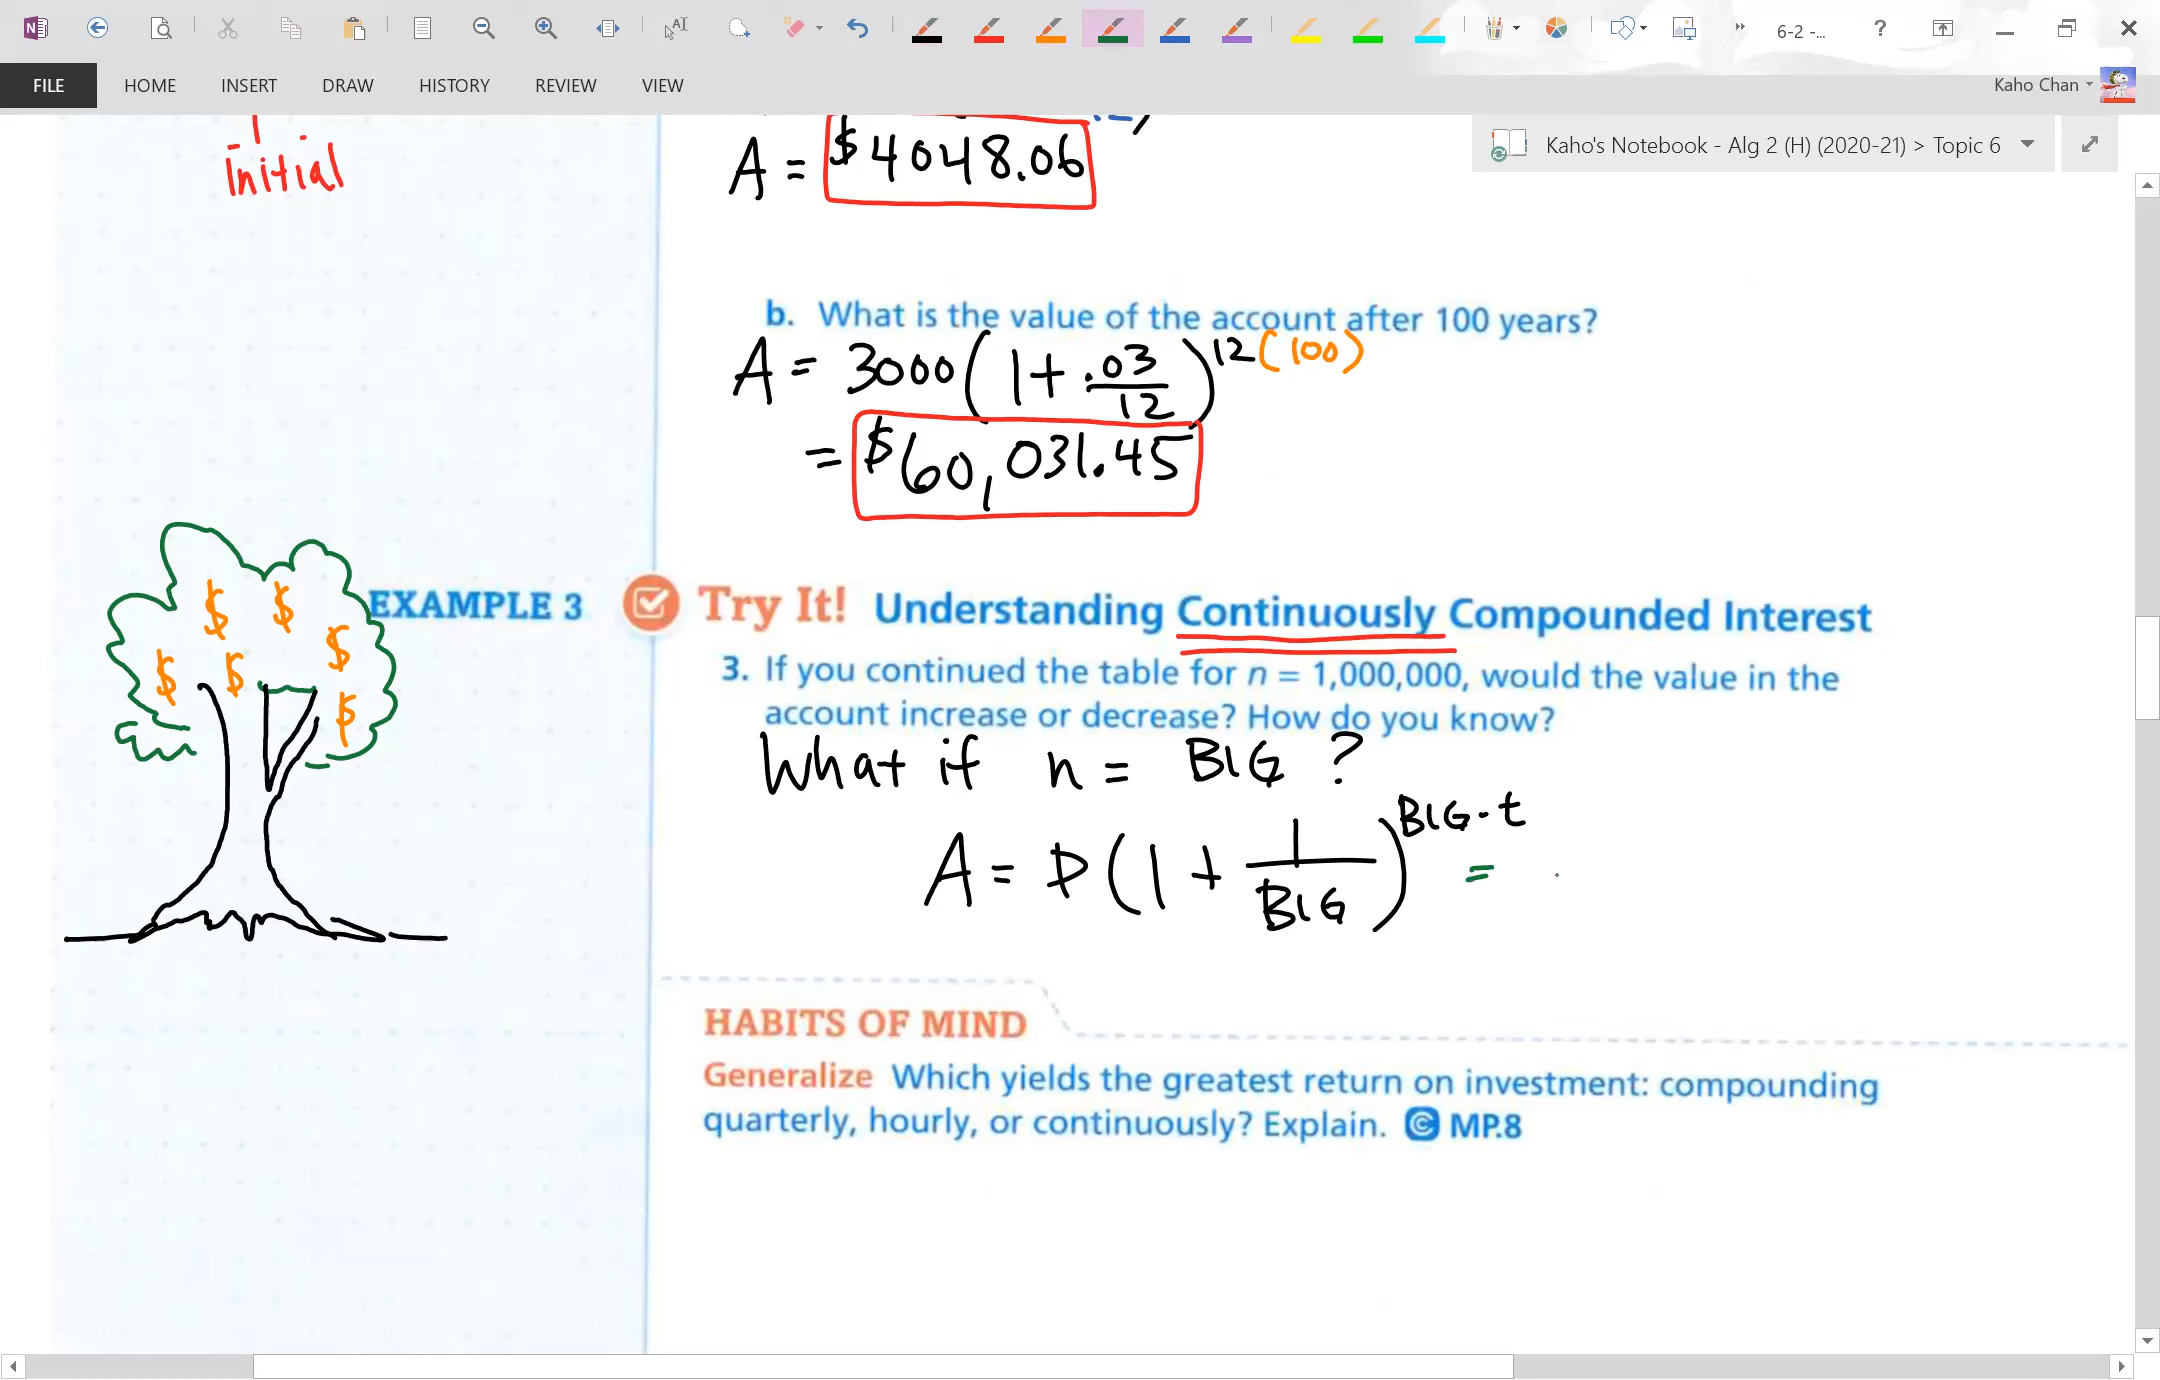 6-2 -...
?
FILE HOME INSERT DRAW HISTORY REVIEW VIEW
Kaho Chan
Kaho's Notebook - Alg 2 (H) (2020-21) > Topic 6
initial
A = $4048.06
b. What is the value of the account after 100 years?
A = 3000(1 + .03/12)^12(100)
= $60,031.45
EXAMPLE 3 Try It! Understanding Continuously Compounded Interest
3. If you continued the table for n = 1,000,000, would the value in the
account increase or decrease? How do you know?
What if n = BIG ?
A = P(1 + 1/BIG)^BIG·t =
$ $ $ $ $ $
HABITS OF MIND
Generalize Which yields the greatest return on investment: compounding
quarterly, hourly, or continuously? Explain. C MP.8